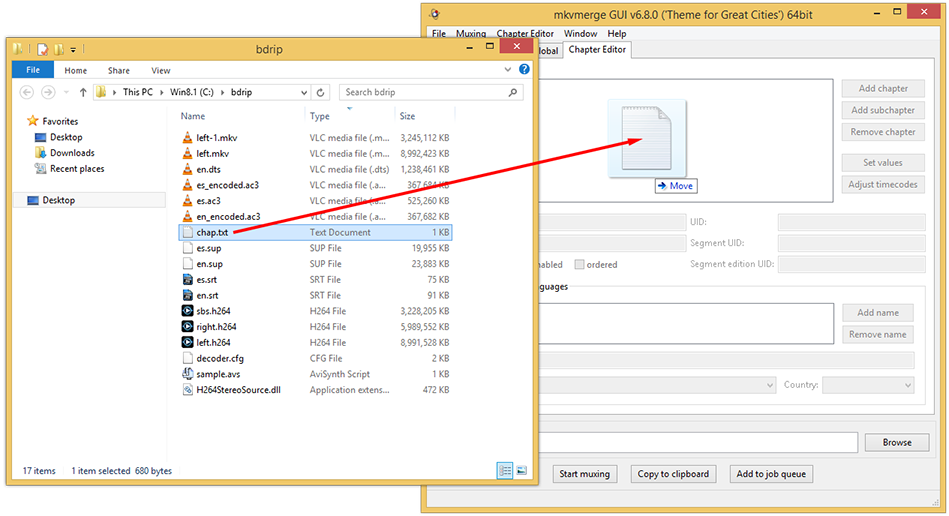 mkvmerge GUI v6.8.0 ('Theme for Great Cities') 64bit
File Muxing Chapter Editor Window Help
lobal Chapter Editor
Add chapter
Add subchapter
Remove chapter
Set values
Adjust timecodes
Move
UID:
Segment UID:
nabled ordered Segment edition UID:
guages
Add name
Remove name
Country:
Browse
Start muxing Copy to clipboard Add to job queue
bdrip
File Home Share View
This PC Win8.1 (C:) bdrip Search bdrip
Favorites
Desktop
Downloads
Recent places
Desktop
Name Type Size
left-1.mkv VLC media file (.m... 3,245,112 KB
left.mkv VLC media file (.m... 8,992,423 KB
en.dts VLC media file (.dts) 1,238,461 KB
es_encoded.ac3 VLC media file (.a... 367,684 KB
es.ac3 VLC media file (.a... 525,260 KB
en_encoded.ac3 VLC media file (.a... 367,682 KB
chap.txt Text Document 1 KB
es.sup SUP File 19,955 KB
en.sup SUP File 23,883 KB
es.srt SRT File 75 KB
en.srt SRT File 91 KB
sbs.h264 H264 File 3,228,205 KB
right.h264 H264 File 5,989,552 KB
left.h264 H264 File 8,991,528 KB
decoder.cfg CFG File 2 KB
sample.avs AviSynth Script 1 KB
H264StereoSource.dll Application extens... 472 KB
17 items 1 item selected 680 bytes